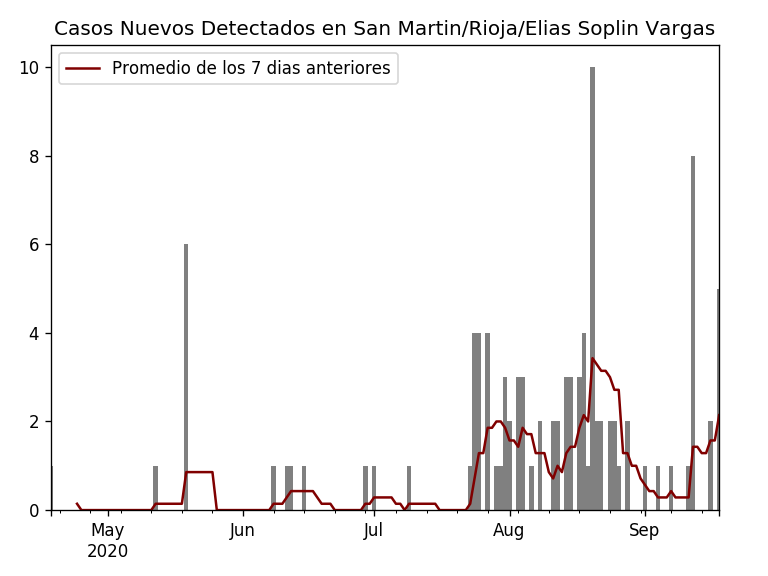 Casos Nuevos Detectados en San Martin/Rioja/Elias Soplin Vargas
Promedio de los 7 dias anteriores
10
8
6
4
2
0
May Jun Jul Aug Sep
2020